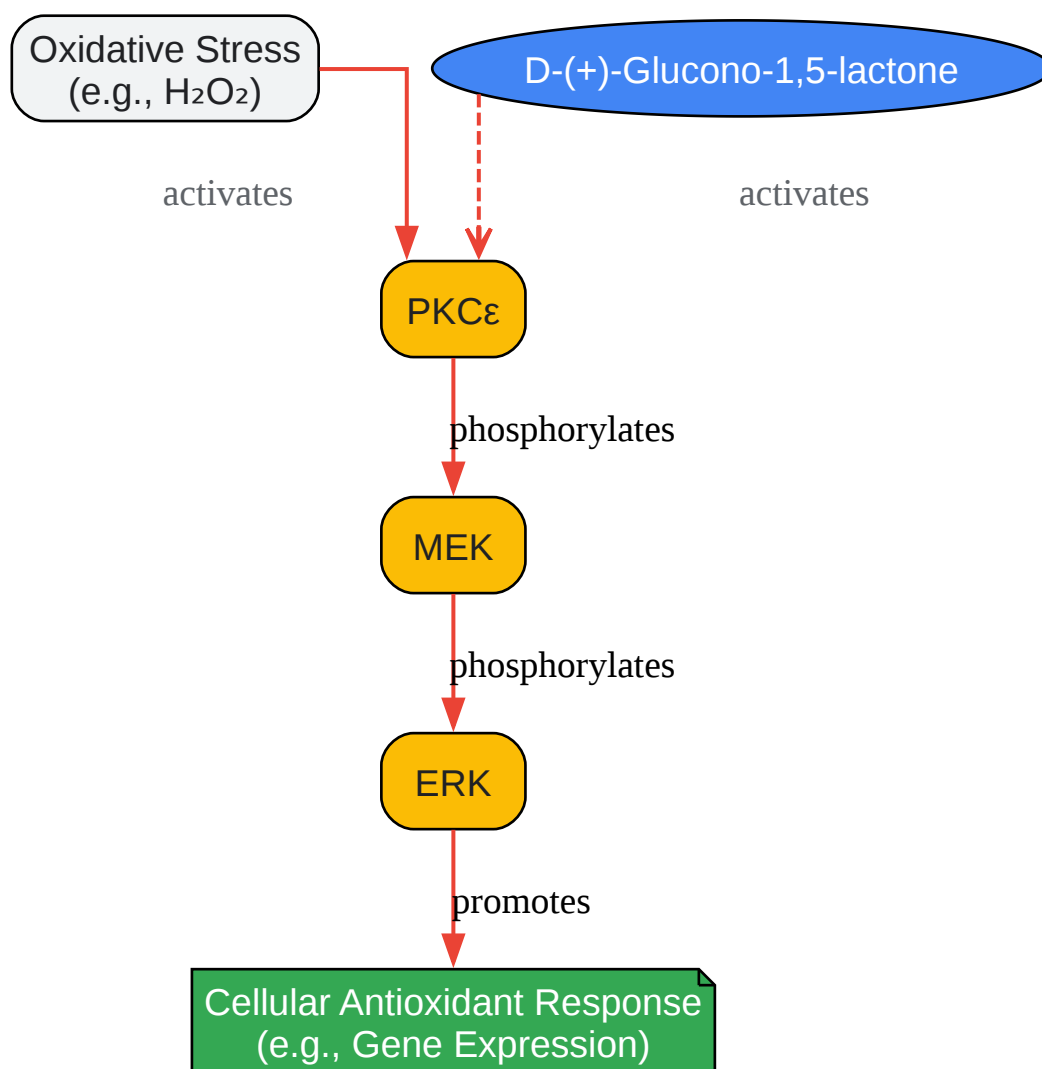 Oxidative Stress
(e.g., H₂O₂)
D-(+)-Glucono-1,5-lactone
activates
activates
PKCε
phosphorylates
MEK
phosphorylates
ERK
promotes
Cellular Antioxidant Response
(e.g., Gene Expression)